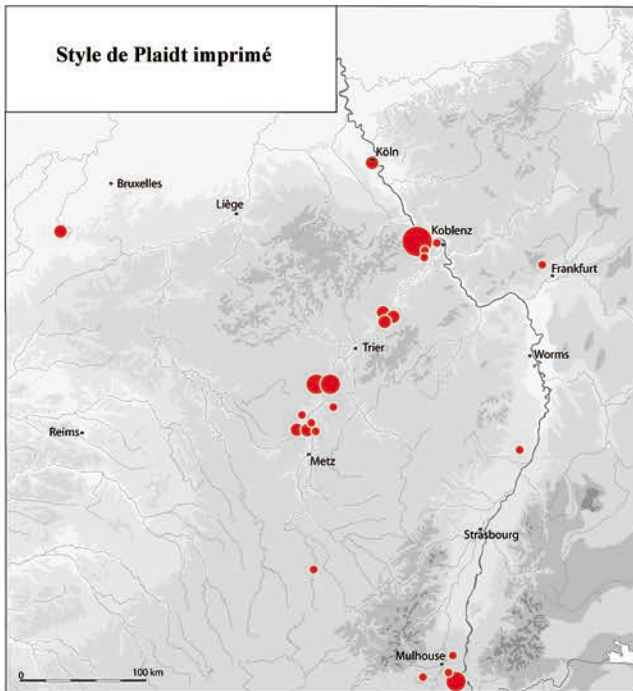 Style de Plaidt imprimé
Köln
Bruxelles
Liège
Koblenz
Frankfurt
Trier
Worms
Reims
Metz
Strasbourg
Mulhouse
0 100 km